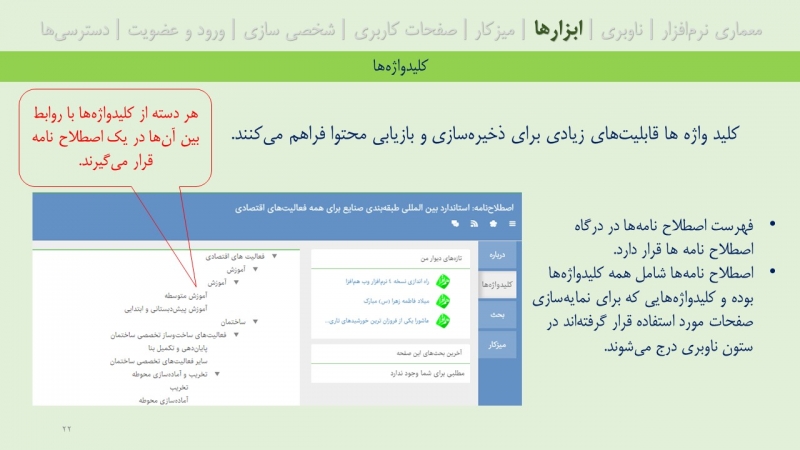 معماری نرم‌افزار | ناوبری | ابزارها | میزکار | صفحات کاربری | شخصی سازی | ورود و عضویت | دسترسی‌ها
کلیدواژه‌ها
هر دسته از کلیدواژه‌ها با روابط
بین آن‌ها در یک اصطلاح نامه
قرار می‌گیرند.
کلید واژه ها قابلیت‌های زیادی برای ذخیره‌سازی و بازیابی محتوا فراهم می‌کنند.
• فهرست اصطلاح نامه‌ها در درگاه
اصطلاح نامه ها قرار دارد.
• اصطلاح نامه‌ها شامل همه کلیدواژه‌ها
بوده و کلیدواژه‌هایی که برای نمایه‌سازی
صفحات مورد استفاده قرار گرفته‌اند در
ستون ناوبری درج می‌شوند.
اصطلاح‌نامه: استاندارد بین المللی طبقه‌بندی صنایع برای همه فعالیت‌های اقتصادی
درباره
کلیدواژه‌ها
بحث
میزکار
تازه‌های دیوار من
راه اندازی نسخه ۴ نرم‌افزار وب هم‌افزا
میلاد فاطمه زهرا (س) مبارک
عاشورا یکی از فروزان ترین خورشیدهای تاری...
آخرین بحث‌های این صفحه
مطلبی برای شما وجود ندارد
فعالیت های اقتصادی
آموزش
آموزش
آموزش متوسطه
آموزش پیش‌دبستانی و ابتدایی
ساختمان
فعالیت‌های ساخت‌وساز تخصصی ساختمان
پایان‌دهی و تکمیل بنا
سایر فعالیت‌های تخصصی ساختمان
تخریب و آماده‌سازی محوطه
تخریب
آماده‌سازی محوطه
۲۲